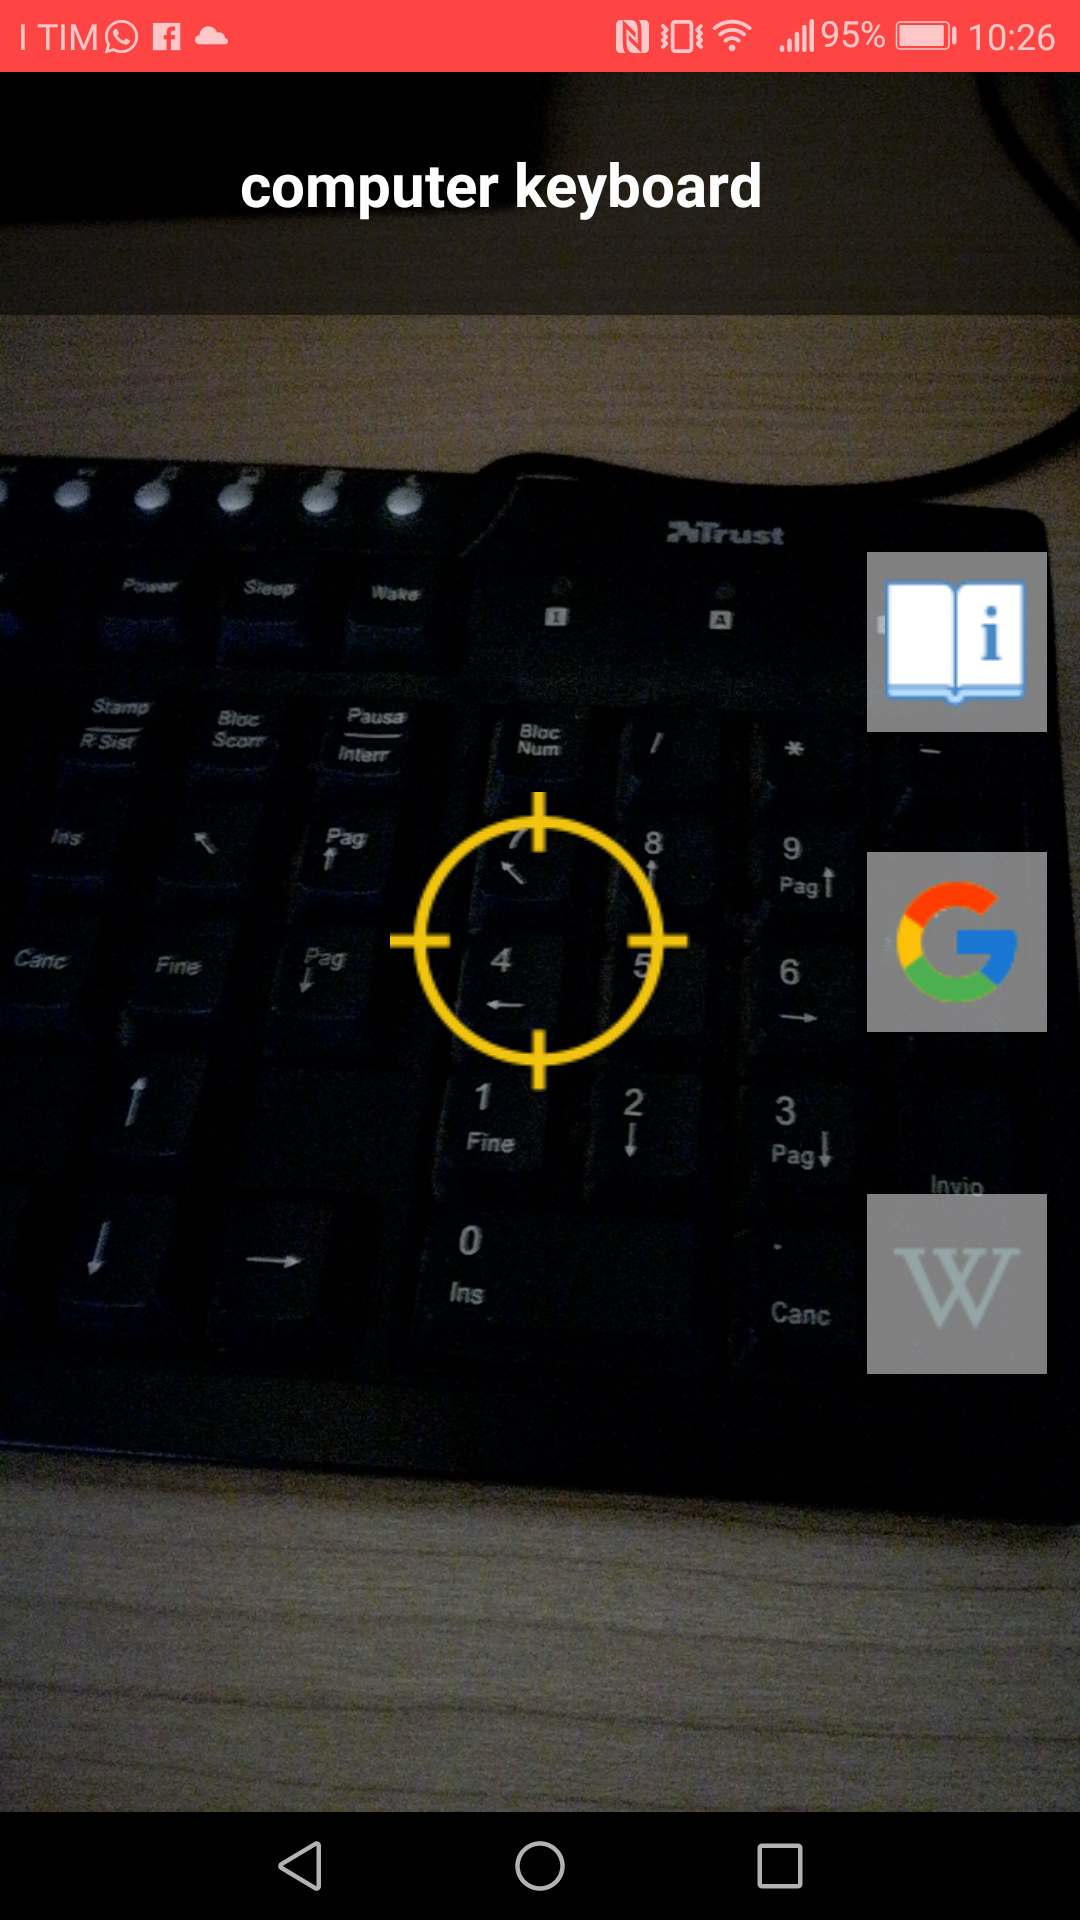 I TIM 95% 10:26
computer keyboard
Trust
Power Sleep Wake
I A
Stamp Bloc Pausa Bloc / * -
R Sist Scorr Interr Num
Ins ↖ Pag ↑ 7 ↖ 8 ↑ 9 Pag ↑
Canc Fine Pag ↓ 4 ← 5 6 →
↑ 1 Fine 2 ↓ 3 Pag ↓
Invio
↓ → 0 Ins . Canc
i
G
W